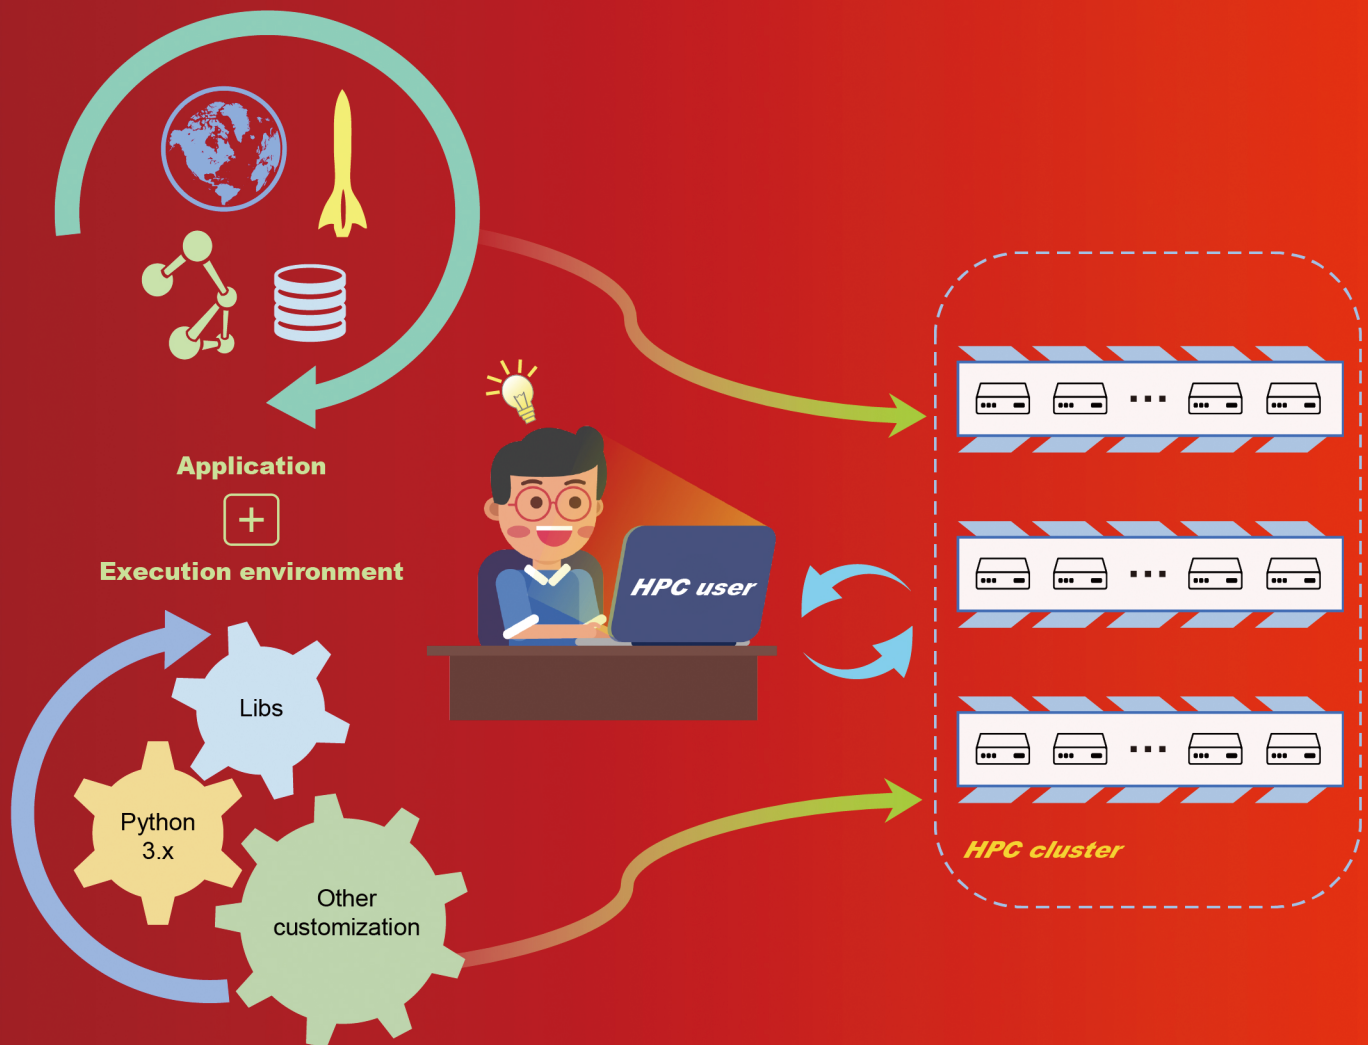 Application
+
Execution environment
HPC user
Libs
Python
3.x
Other
customization
HPC cluster